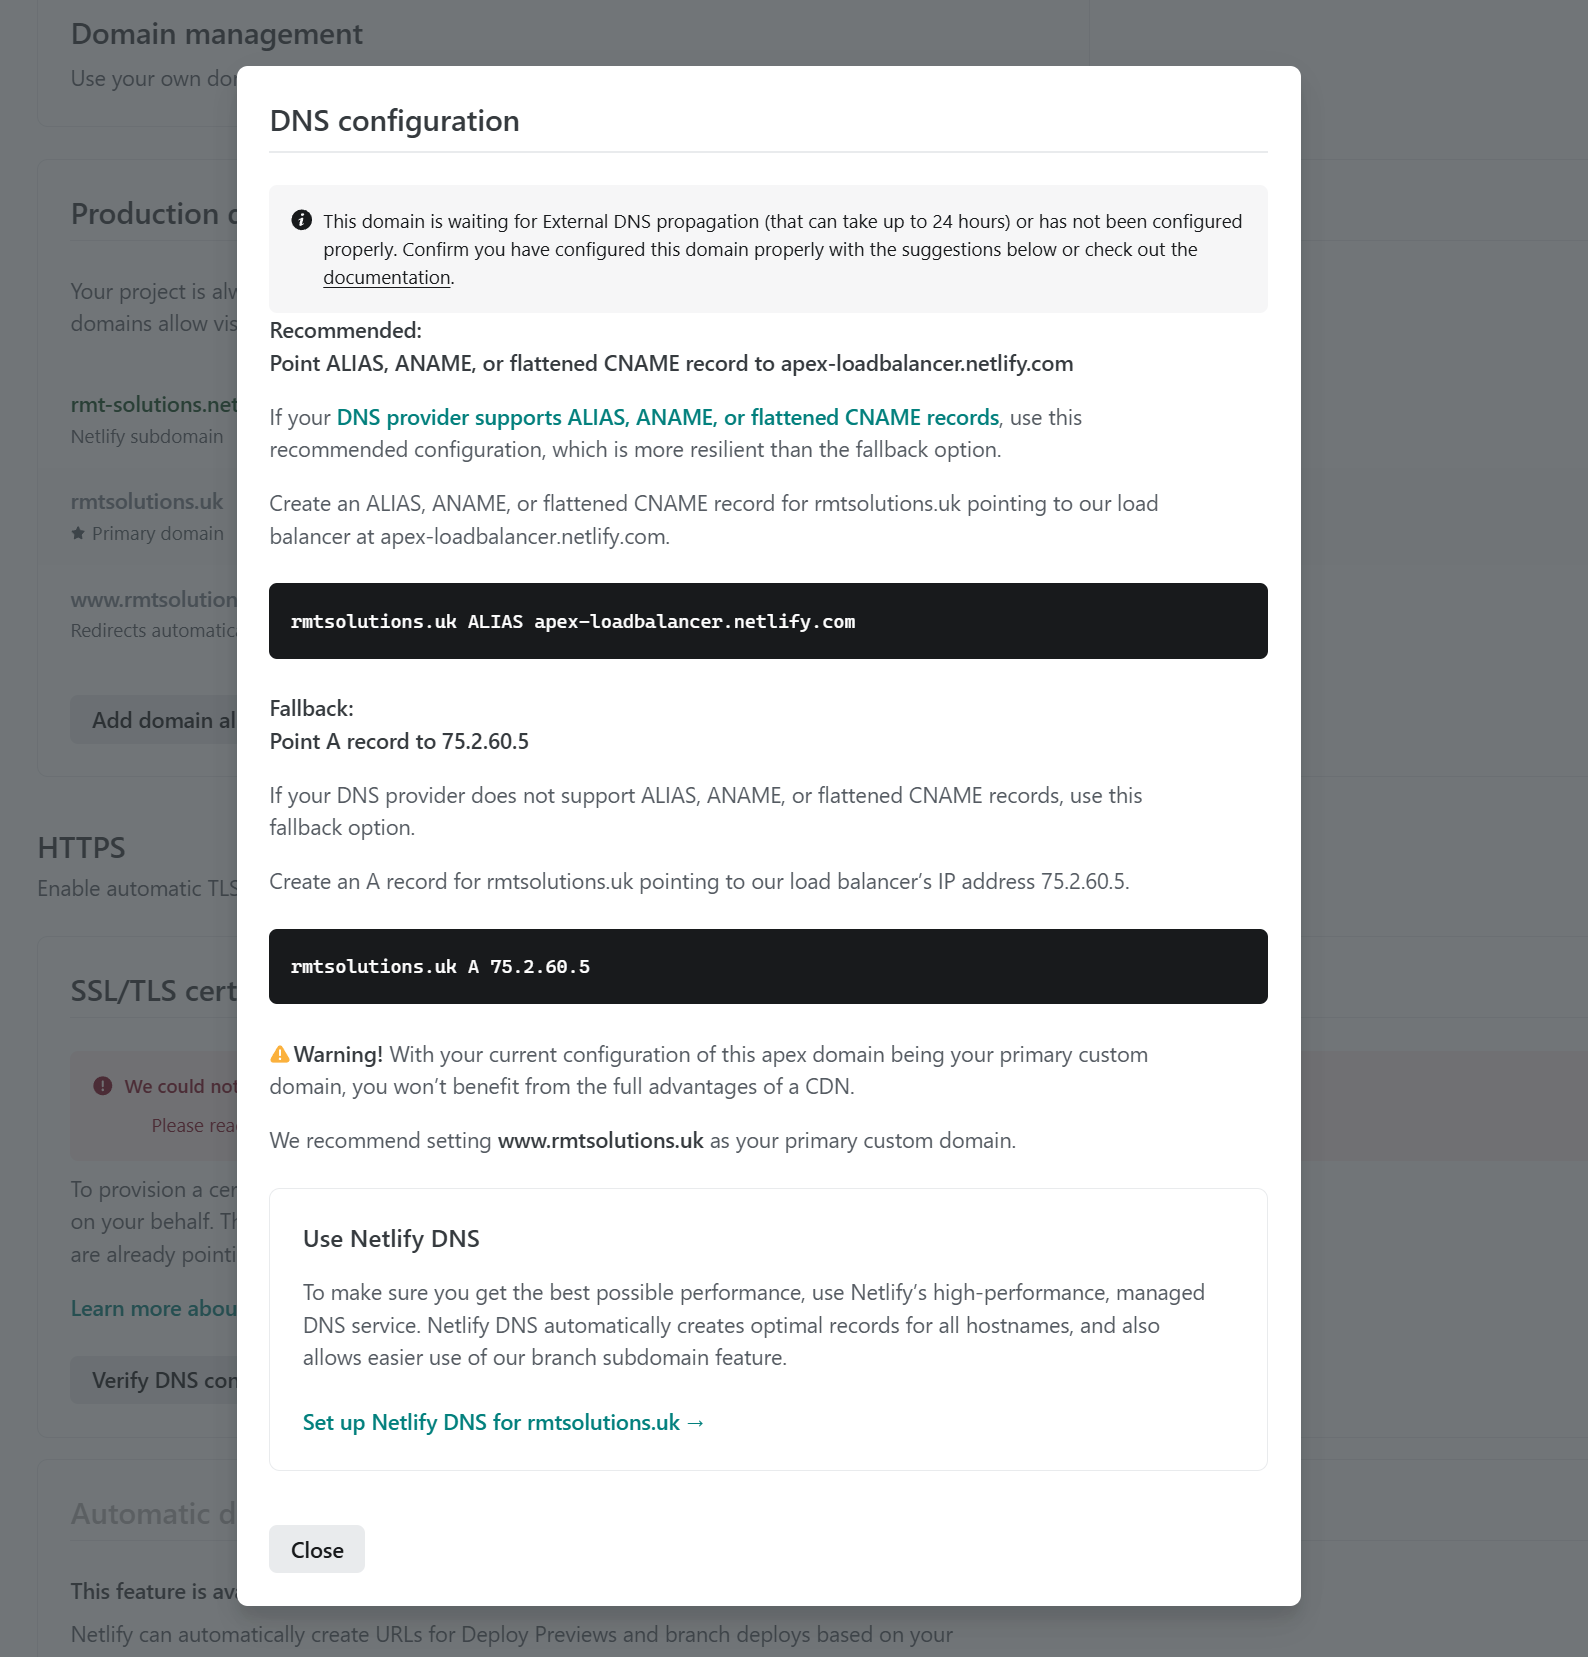 Domain management
Use your own do
DNS configuration
This domain is waiting for External DNS propagation (that can take up to 24 hours) or has not been configured
properly. Confirm you have configured this domain properly with the suggestions below or check out the
documentation.
Recommended:
Point ALIAS, ANAME, or flattened CNAME record to apex-loadbalancer.netlify.com
If your DNS provider supports ALIAS, ANAME, or flattened CNAME records, use this
recommended configuration, which is more resilient than the fallback option.
Create an ALIAS, ANAME, or flattened CNAME record for rmtsolutions.uk pointing to our load
balancer at apex-loadbalancer.netlify.com.
rmtsolutions.uk ALIAS apex-loadbalancer.netlify.com
Fallback:
Point A record to 75.2.60.5
If your DNS provider does not support ALIAS, ANAME, or flattened CNAME records, use this
fallback option.
Create an A record for rmtsolutions.uk pointing to our load balancer’s IP address 75.2.60.5.
rmtsolutions.uk A 75.2.60.5
Warning! With your current configuration of this apex domain being your primary custom
domain, you won’t benefit from the full advantages of a CDN.
We recommend setting www.rmtsolutions.uk as your primary custom domain.
Use Netlify DNS
To make sure you get the best possible performance, use Netlify’s high-performance, managed
DNS service. Netlify DNS automatically creates optimal records for all hostnames, and also
allows easier use of our branch subdomain feature.
Set up Netlify DNS for rmtsolutions.uk →
Close
Production
Your project is alw
domains allow vis
rmt-solutions.net
Netlify subdomain
rmtsolutions.uk
★ Primary domain
www.rmtsolution
Redirects automatica
Add domain al
HTTPS
Enable automatic TLS
SSL/TLS cert
We could not
Please read
To provision a cer
on your behalf. Th
are already pointi
Learn more abou
Verify DNS con
Automatic d
This feature is ava
Netlify can automatically create URLs for Deploy Previews and branch deploys based on your